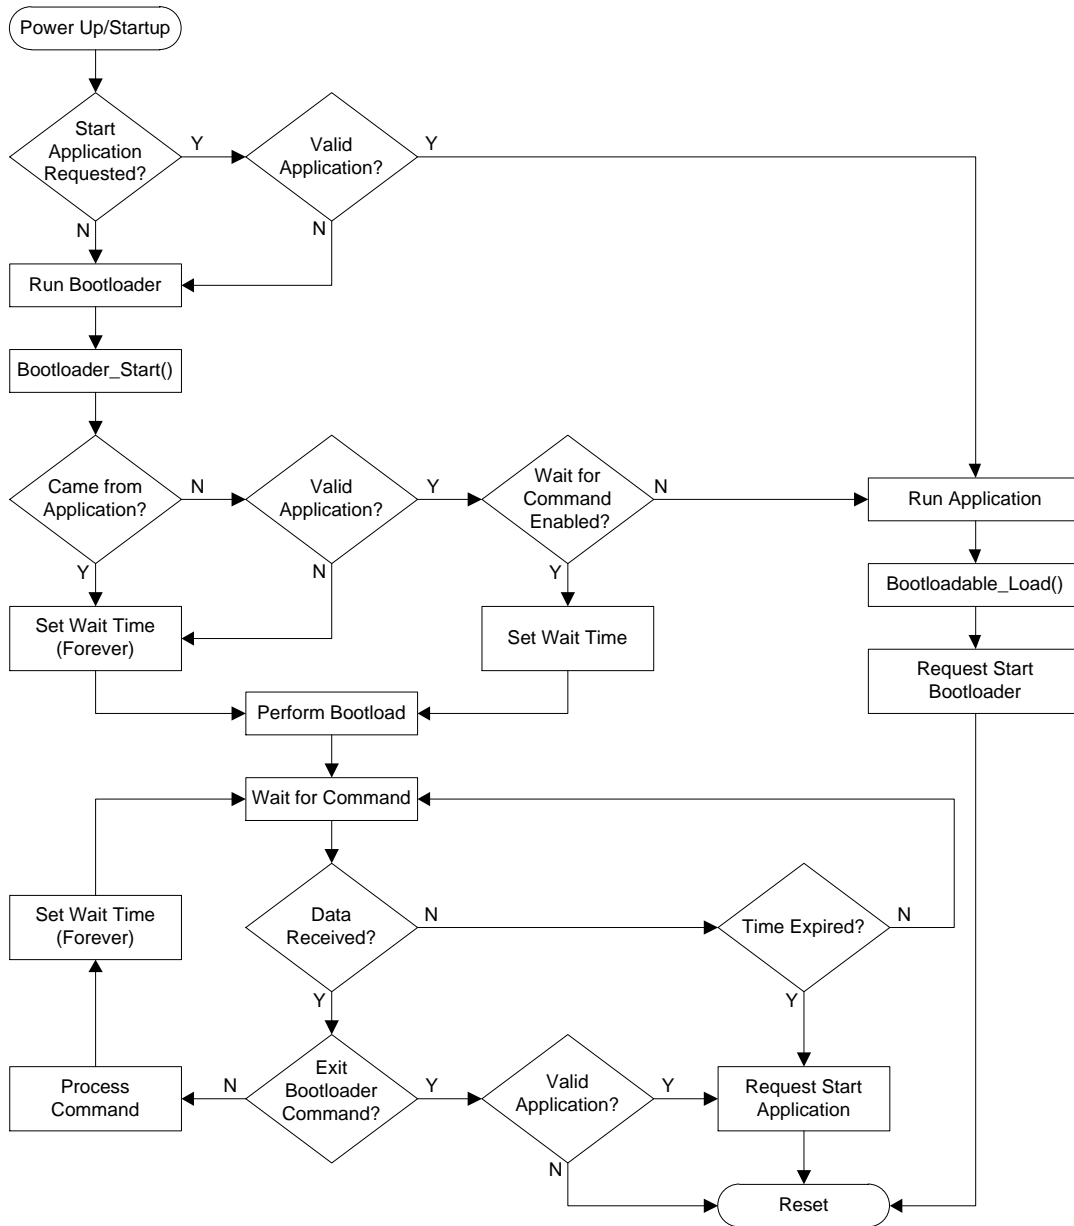 Power Up/Startup
Start
Application
Requested?
Y
Valid
Application?
Y
N
N
Run Bootloader
Bootloader_Start()
Came from
Application?
N
Valid
Application?
Y
Wait for
Command
Enabled?
N
Run Application
Y
N
Y
Bootloadable_Load()
Set Wait Time
(Forever)
Set Wait Time
Request Start
Bootloader
Perform Bootload
Wait for Command
Set Wait Time
(Forever)
Data
Received?
N
Time Expired?
N
Y
Y
Process
Command
N
Exit
Bootloader
Command?
Y
Valid
Application?
Y
Request Start
Application
N
Reset